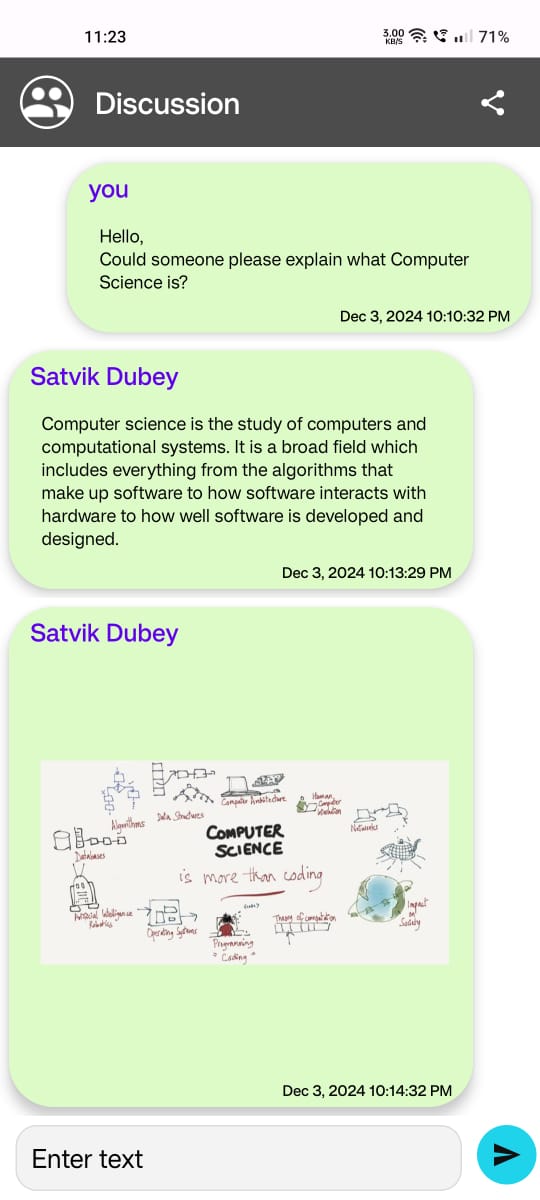 11:23
3.00
KB/S
71%
Discussion
you
Hello,
Could someone please explain what Computer
Science is?
Dec 3, 2024 10:10:32 PM
Satvik Dubey
Computer science is the study of computers and
computational systems. It is a broad field which
includes everything from the algorithms that
make up software to how software interacts with
hardware to how well software is developed and
designed.
Dec 3, 2024 10:13:29 PM
Satvik Dubey
Computer Architecture
Human
Computer
Algorithms
Data Structures
Networks
COMPUTER
SCIENCE
Databases
is more than coding
Artificial Intelligence
Robotics
Operating Systems
Theory of computation
Impact
on
Society
Programming
"Coding"
Dec 3, 2024 10:14:32 PM
Enter text